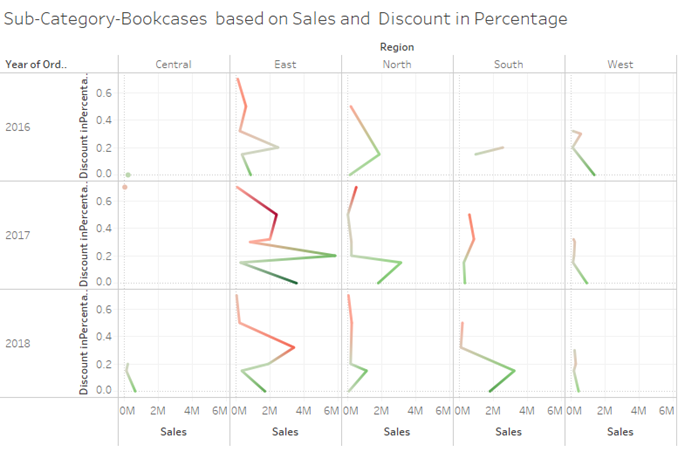 Sub-Category-Bookcases based on Sales and Discount in Percentage
Region
Year of Ord.. Central East North South West
2016
Discount inPercenta..
0.6
0.4
0.2
0.0
2017
Discount inPercenta..
0.6
0.4
0.2
0.0
2018
Discount inPercenta..
0.6
0.4
0.2
0.0
0M 2M 4M 6M 0M 2M 4M 6M 0M 2M 4M 6M 0M 2M 4M 6M 0M 2M 4M 6M
Sales Sales Sales Sales Sales